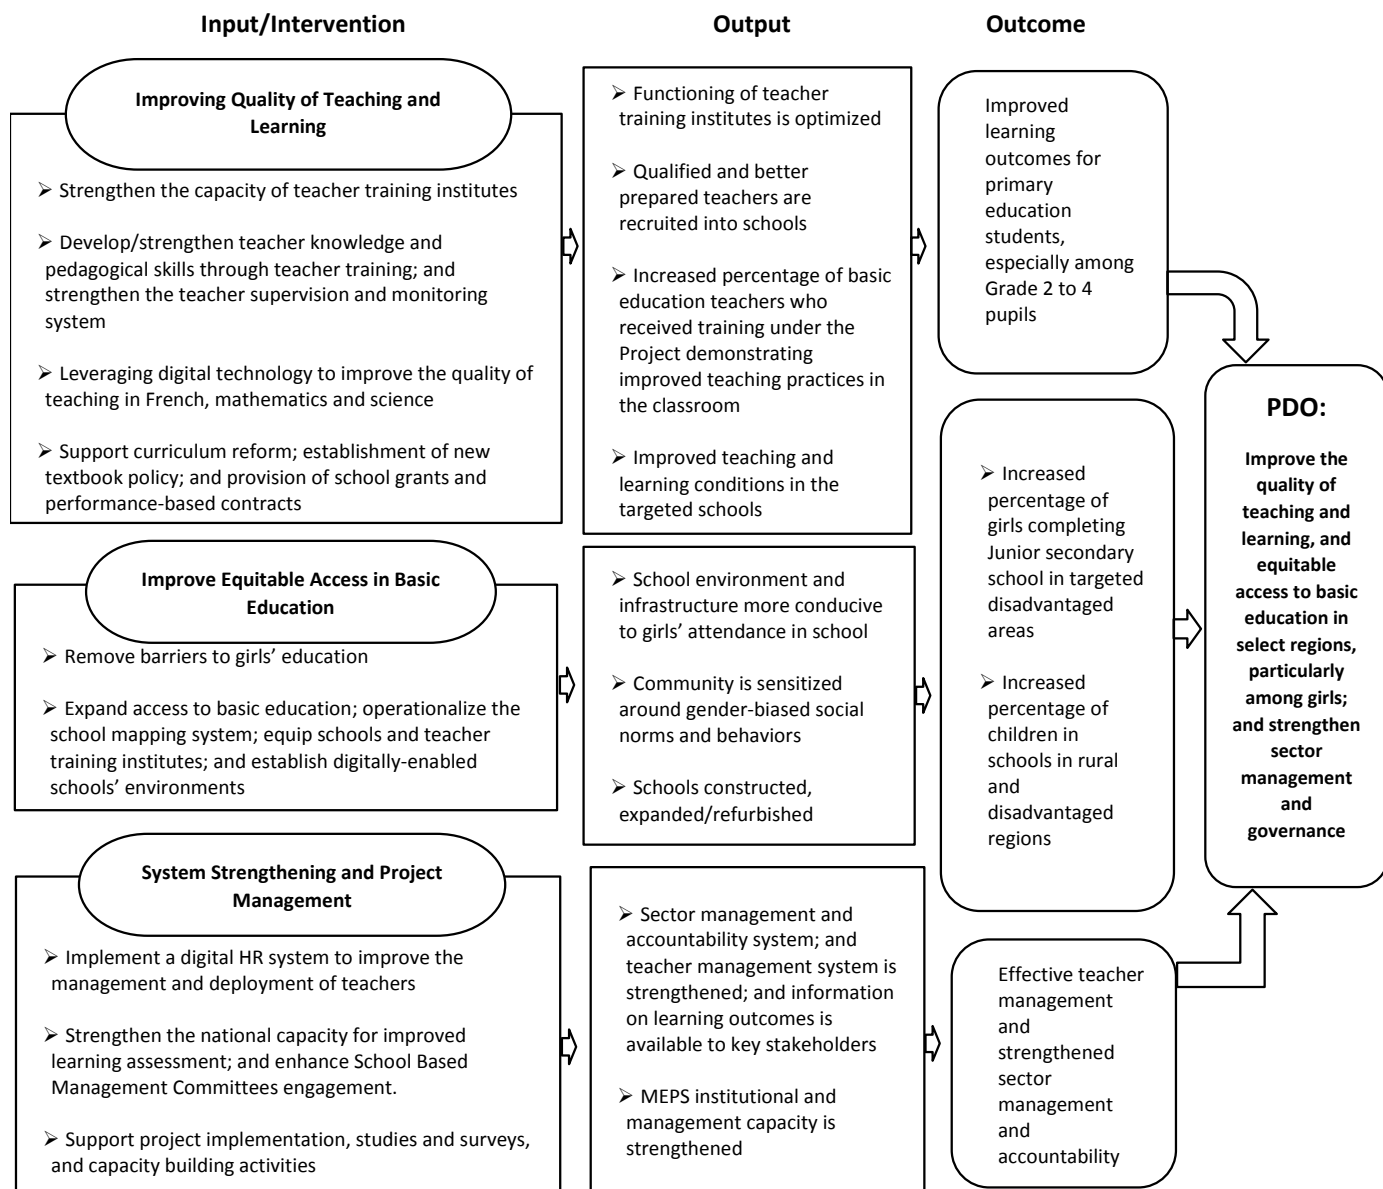 Input/Intervention
Output
Outcome
Improving Quality of Teaching and
Learning
➢ Strengthen the capacity of teacher training institutes
➢ Develop/strengthen teacher knowledge and
pedagogical skills through teacher training; and
strengthen the teacher supervision and monitoring
system
➢ Leveraging digital technology to improve the quality of
teaching in French, mathematics and science
➢ Support curriculum reform; establishment of new
textbook policy; and provision of school grants and
performance-based contracts
➢ Functioning of teacher
training institutes is optimized
➢ Qualified and better
prepared teachers are
recruited into schools
➢ Increased percentage of basic
education teachers who
received training under the
Project demonstrating
improved teaching practices in
the classroom
➢ Improved teaching and
learning conditions in the
targeted schools
Improved
learning
outcomes for
primary
education
students,
especially among
Grade 2 to 4
pupils
Improve Equitable Access in Basic
Education
➢ Remove barriers to girls’ education
➢ Expand access to basic education; operationalize the
school mapping system; equip schools and teacher
training institutes; and establish digitally-enabled
schools’ environments
➢ School environment and
infrastructure more conducive
to girls’ attendance in school
➢ Community is sensitized
around gender-biased social
norms and behaviors
➢ Schools constructed,
expanded/refurbished
➢ Increased
percentage of
girls completing
Junior secondary
school in targeted
disadvantaged
areas
➢ Increased
percentage of
children in
schools in rural
and
disadvantaged
regions
System Strengthening and Project
Management
➢ Implement a digital HR system to improve the
management and deployment of teachers
➢ Strengthen the national capacity for improved
learning assessment; and enhance School Based
Management Committees engagement.
➢ Support project implementation, studies and surveys,
and capacity building activities
➢ Sector management and
accountability system; and
teacher management system is
strengthened; and information
on learning outcomes is
available to key stakeholders
➢ MEPS institutional and
management capacity is
strengthened
Effective teacher
management
and
strengthened
sector
management
and
accountability
PDO:
Improve the
quality of
teaching and
learning, and
equitable
access to basic
education in
select regions,
particularly
among girls;
and strengthen
sector
management
and
governance